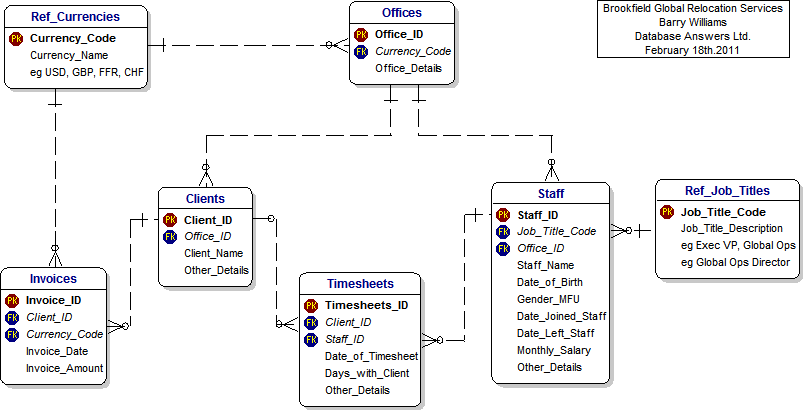 Ref_Currencies
PK Currency_Code
Currency_Name
eg USD, GBP, FFR, CHF
Offices
PK Office_ID
FK Currency_Code
Office_Details
Brookfield Global Relocation Services
Barry Williams
Database Answers Ltd.
February 18th.2011
Clients
PK Client_ID
FK Office_ID
Client_Name
Other_Details
Staff
PK Staff_ID
FK Job_Title_Code
FK Office_ID
Staff_Name
Date_of_Birth
Gender_MFU
Date_Joined_Staff
Date_Left_Staff
Monthly_Salary
Other_Details
Ref_Job_Titles
PK Job_Title_Code
Job_Title_Description
eg Exec VP, Global Ops
eg Global Ops Director
Invoices
PK Invoice_ID
FK Client_ID
FK Currency_Code
Invoice_Date
Invoice_Amount
Timesheets
PK Timesheets_ID
FK Client_ID
FK Staff_ID
Date_of_Timesheet
Days_with_Client
Other_Details